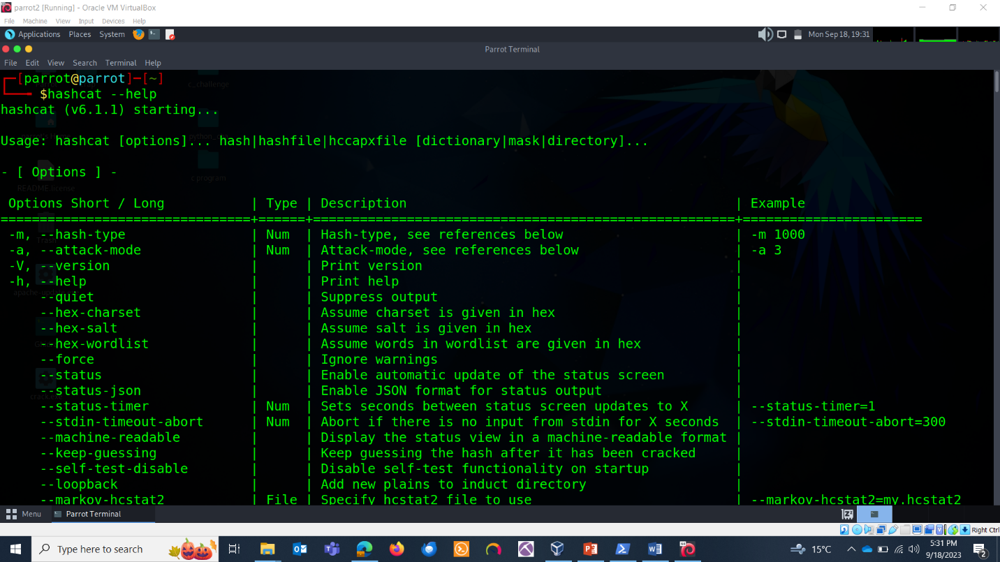 parrot2 [Running] - Oracle VM VirtualBox
File Machine View Input Devices Help
Applications Places System Mon Sep 18, 19:31
Parrot Terminal
File Edit View Search Terminal Help
┌─[parrot@parrot]─[~]
└──╼ $hashcat --help
hashcat (v6.1.1) starting...
Usage: hashcat [options]... hash|hashfile|hccapxfile [dictionary|mask|directory]...
- [ Options ] -
Options Short / Long | Type | Description | Example
================================+======+======================================================+=======================
-m, --hash-type | Num | Hash-type, see references below | -m 1000
-a, --attack-mode | Num | Attack-mode, see references below | -a 3
-V, --version | | Print version |
-h, --help | | Print help |
--quiet | | Suppress output |
--hex-charset | | Assume charset is given in hex |
--hex-salt | | Assume salt is given in hex |
--hex-wordlist | | Assume words in wordlist are given in hex |
--force | | Ignore warnings |
--status | | Enable automatic update of the status screen |
--status-json | | Enable JSON format for status output |
--status-timer | Num | Sets seconds between status screen updates to X | --status-timer=1
--stdin-timeout-abort | Num | Abort if there is no input from stdin for X seconds | --stdin-timeout-abort=300
--machine-readable | | Display the status view in a machine-readable format |
--keep-guessing | | Keep guessing the hash after it has been cracked |
--self-test-disable | | Disable self-test functionality on startup |
--loopback | | Add new plains to induct directory |
--markov-hcstat2 | File | Specify hcstat2 file to use | --markov-hcstat2=my.hcstat2
c_challenge
README.license
Menu Parrot Terminal
Right Ctrl
Type here to search
15°C
5:31 PM
9/18/2023
2